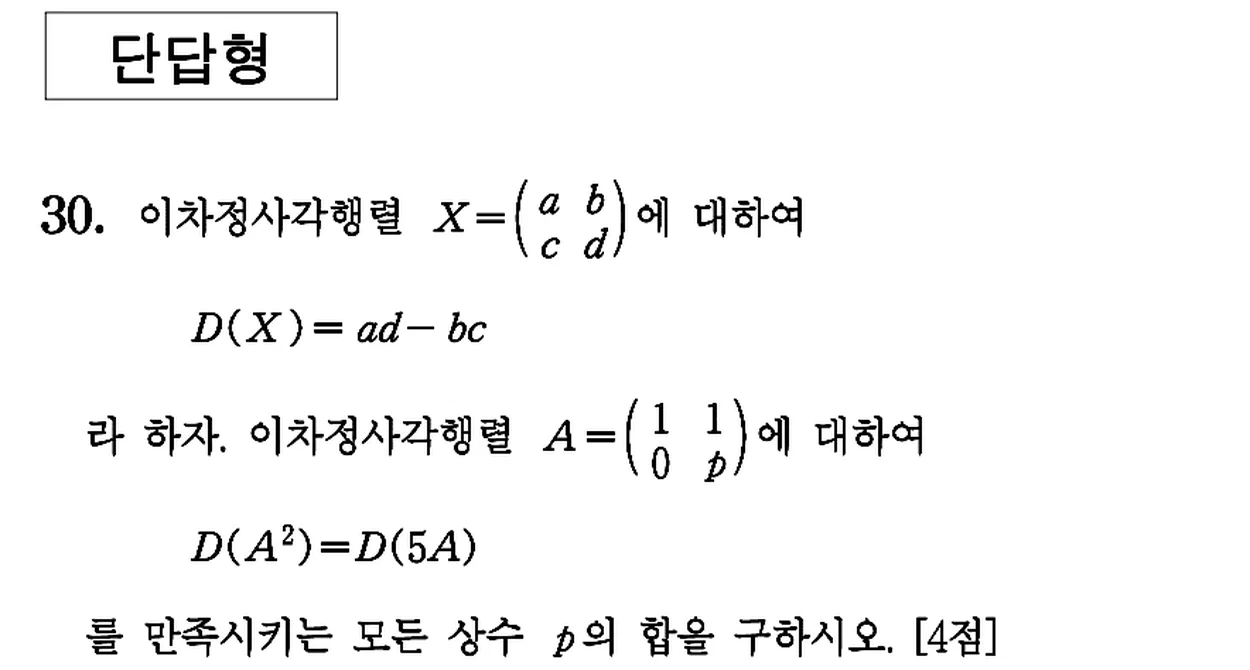 단답형
30. 이차정사각행렬 X=(a b; c d)에 대하여
D(X)= ad− bc
라 하자. 이차정사각행렬 A=(1 1; 0 p)에 대하여
D(A²)=D(5A)
를 만족시키는 모든 상수 p의 합을 구하시오. [4점]